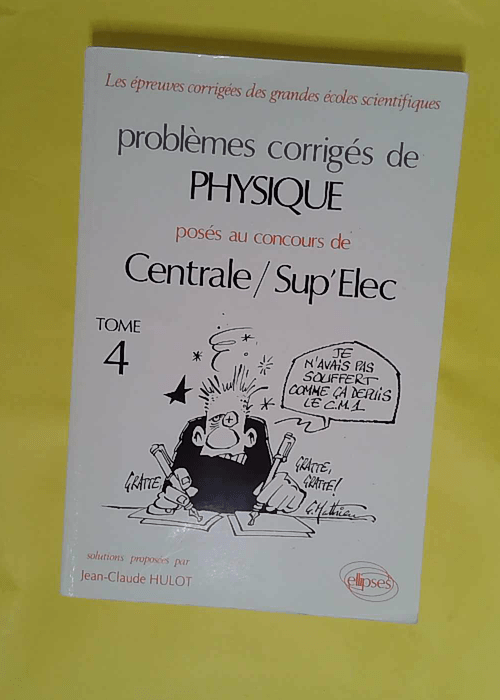 Les épreuves corrigées des grandes écoles scientifiques
problèmes corrigés de
PHYSIQUE
posés au concours de
Centrale / Sup'Elec
TOME
4
JE
N'AVAIS PAS
SOUFFERT
COMME ÇA DEPUIS
LE C.M.1.
GRATTE,
GRATTE,
GRATTE!
G. Mathieu
solutions proposées par
Jean-Claude HULOT
ellipses